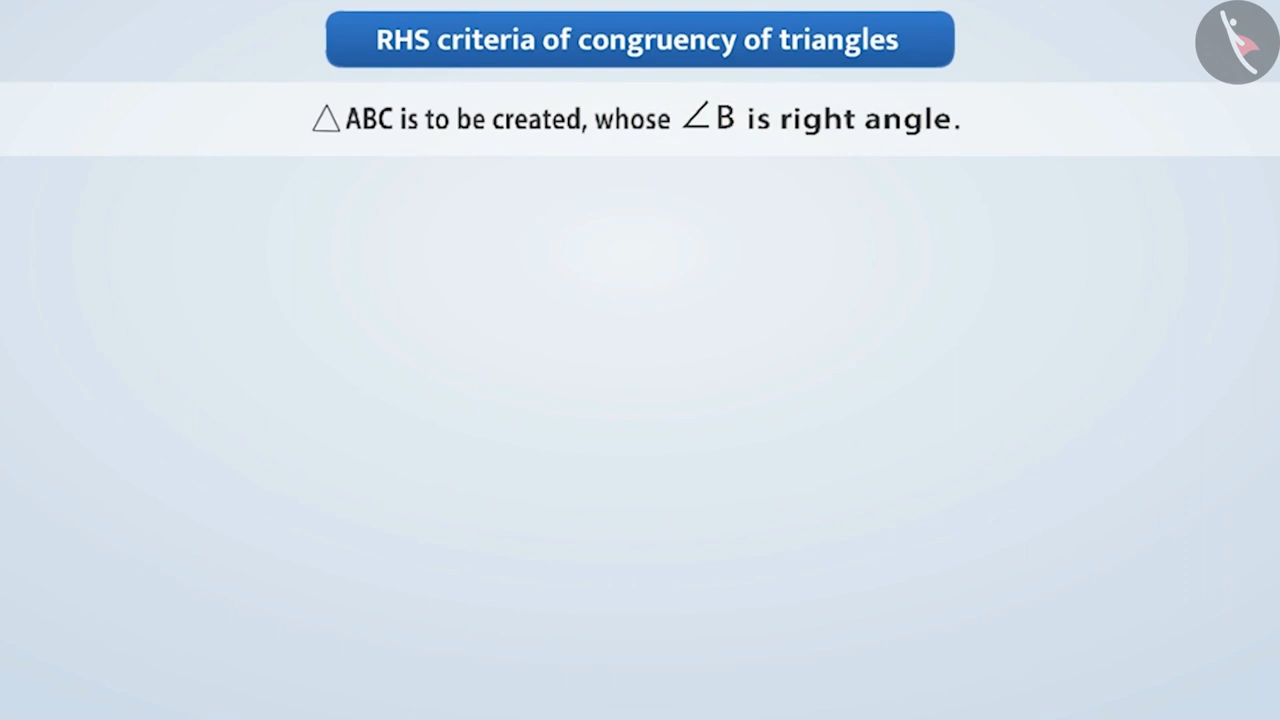 RHS criteria of congruency of triangles
△ABC is to be created, whose ∠B is right angle.